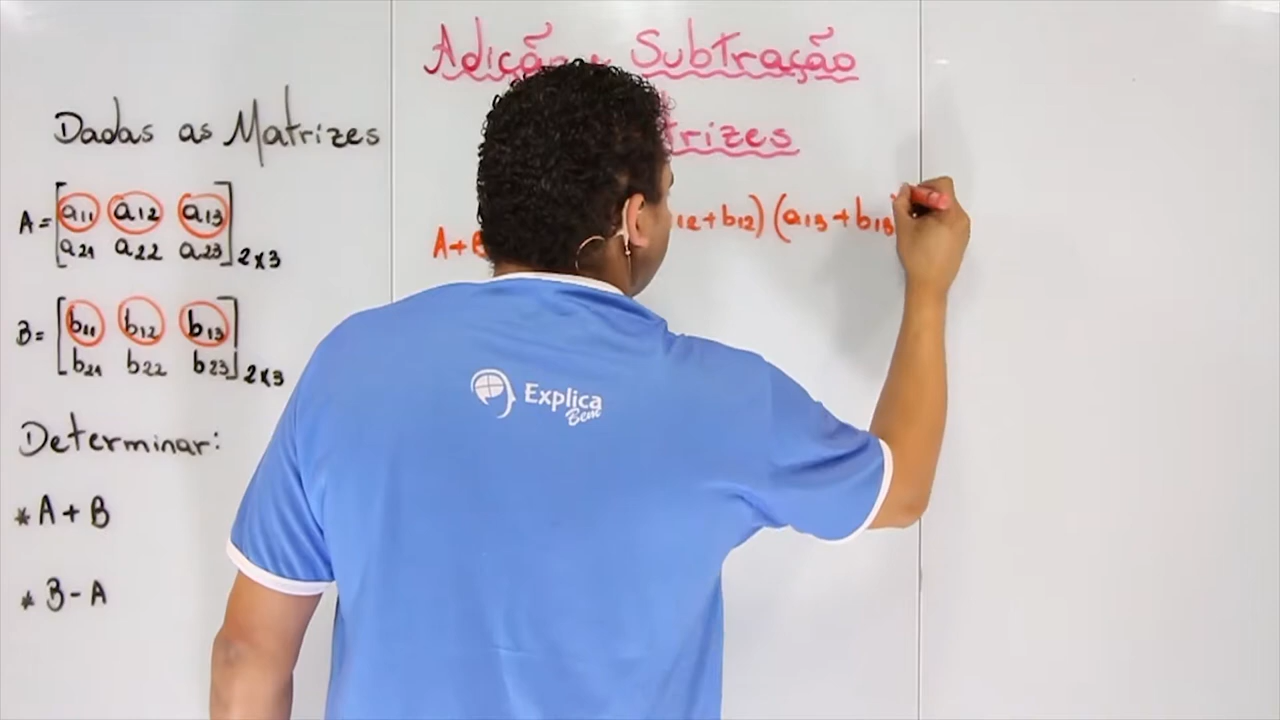 Adição e Subtração
trizes
Dadas as Matrizes
A = [a11 a12 a13
a21 a22 a23] 2x3
B = [b11 b12 b13
b21 b22 b23] 2x3
Determinar:
* A + B
* B - A
A+B
12+b12) (a13+b13
Explica
Bem